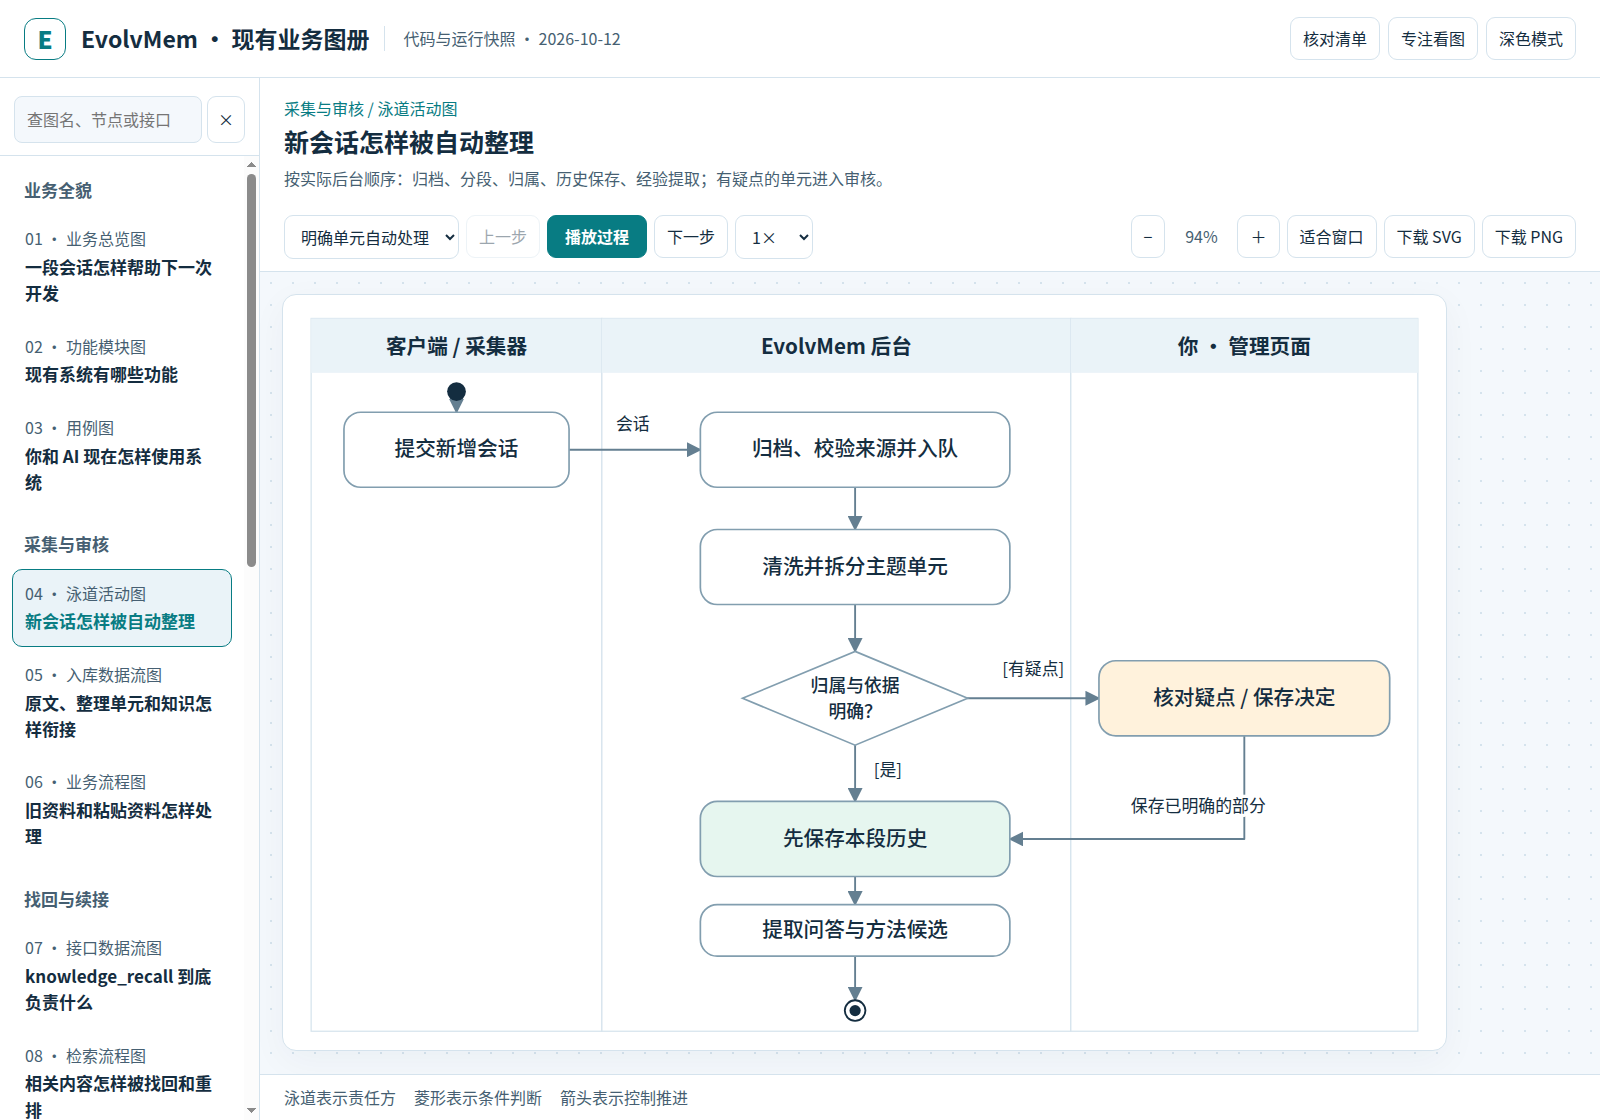 E
EvolvMem · 现有业务图册
代码与运行快照 · 2026-10-12
核对清单
专注看图
深色模式
查图名、节点或接口
×
业务全貌
01 · 业务总览图
一段会话怎样帮助下一次
开发
02 · 功能模块图
现有系统有哪些功能
03 · 用例图
你和 AI 现在怎样使用系
统
采集与审核
04 · 泳道活动图
新会话怎样被自动整理
05 · 入库数据流图
原文、整理单元和知识怎
样衔接
06 · 业务流程图
旧资料和粘贴资料怎样处
理
找回与续接
07 · 接口数据流图
knowledge_recall 到底
负责什么
08 · 检索流程图
相关内容怎样被找回和重
排
采集与审核 / 泳道活动图
新会话怎样被自动整理
按实际后台顺序：归档、分段、归属、历史保存、经验提取；有疑点的单元进入审核。
明确单元自动处理
上一步
播放过程
下一步
1×
−
94%
＋
适合窗口
下载 SVG
下载 PNG
客户端 / 采集器
EvolvMem 后台
你 · 管理页面
提交新增会话
会话
归档、校验来源并入队
清洗并拆分主题单元
归属与依据
明确？
[有疑点]
核对疑点 / 保存决定
[是]
保存已明确的部分
先保存本段历史
提取问答与方法候选
泳道表示责任方
菱形表示条件判断
箭头表示控制推进